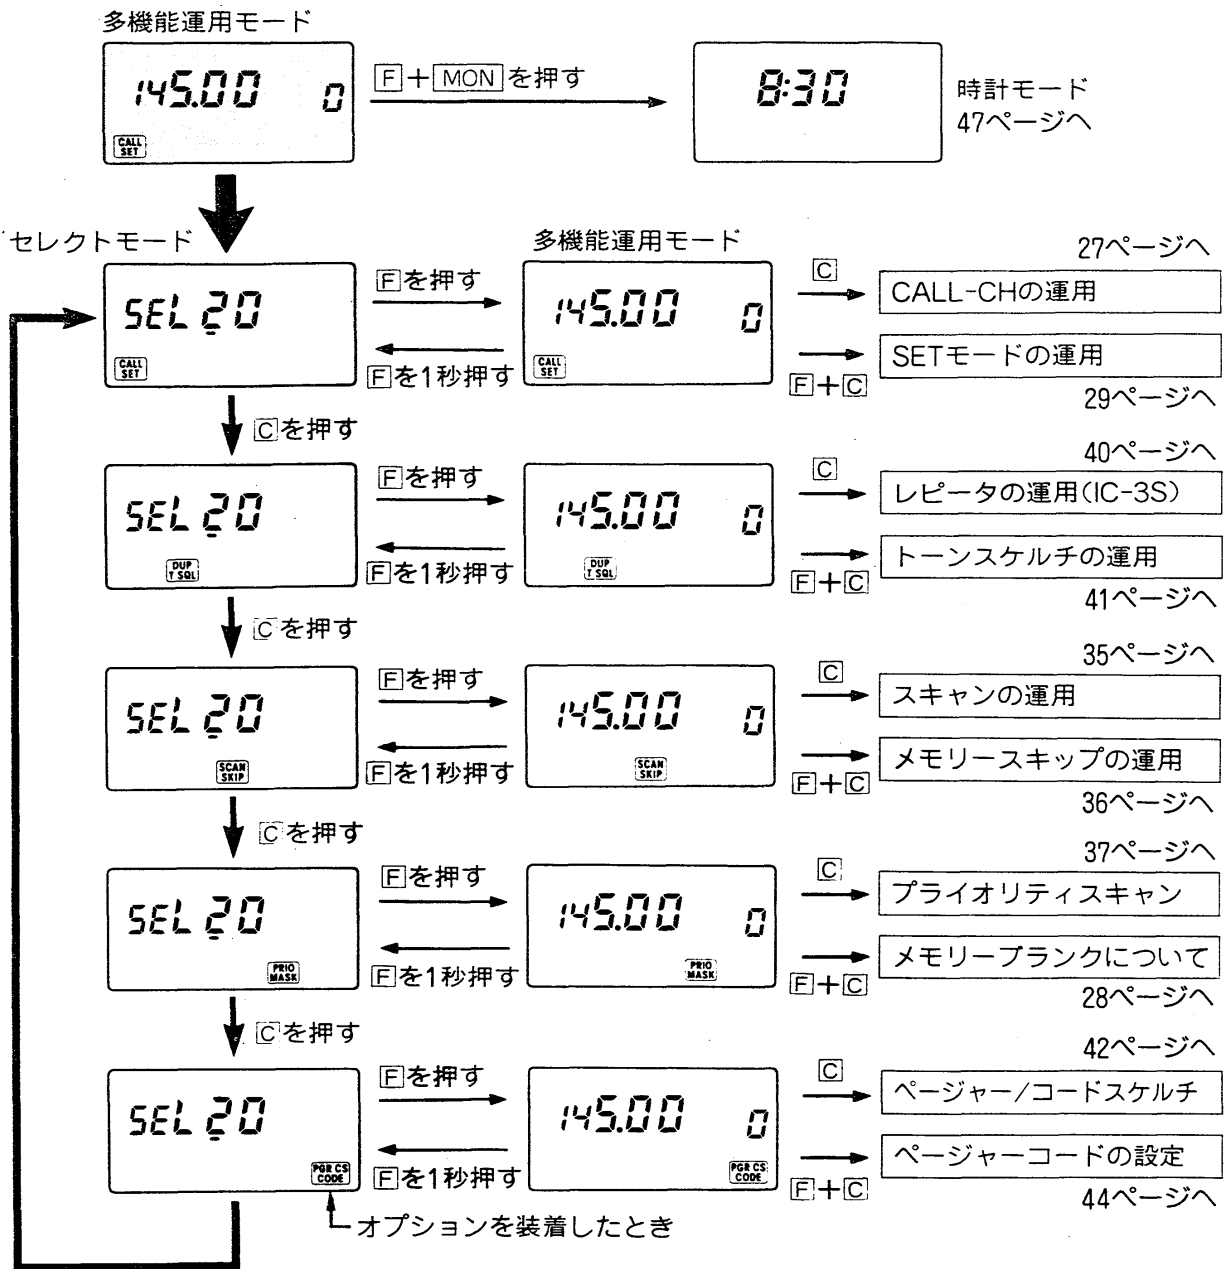 多機能運用モード
145.00 0
CALL SET
F+MONを押す
8:30
時計モード
47ページへ
セレクトモード
SEL 20
CALL SET
Fを押す
Fを1秒押す
多機能運用モード
145.00 0
CALL SET
C
F+C
27ページへ
CALL-CHの運用
SETモードの運用
29ページへ
Cを押す
SEL 20
DUP T SQL
Fを押す
Fを1秒押す
145.00 0
DUP T SQL
C
F+C
40ページへ
レピータの運用(IC-3S)
トーンスケルチの運用
41ページへ
Cを押す
SEL 20
SCAN SKIP
Fを押す
Fを1秒押す
145.00 0
SCAN SKIP
C
F+C
35ページへ
スキャンの運用
メモリースキップの運用
36ページへ
Cを押す
SEL 20
PRIO MASK
Fを押す
Fを1秒押す
145.00 0
PRIO MASK
C
F+C
37ページへ
プライオリティスキャン
メモリーブランクについて
28ページへ
Cを押す
SEL 20
PGR CS CODE
Fを押す
Fを1秒押す
145.00 0
PGR CS CODE
C
F+C
42ページへ
ページャー/コードスケルチ
ページャーコードの設定
44ページへ
オプションを装着したとき